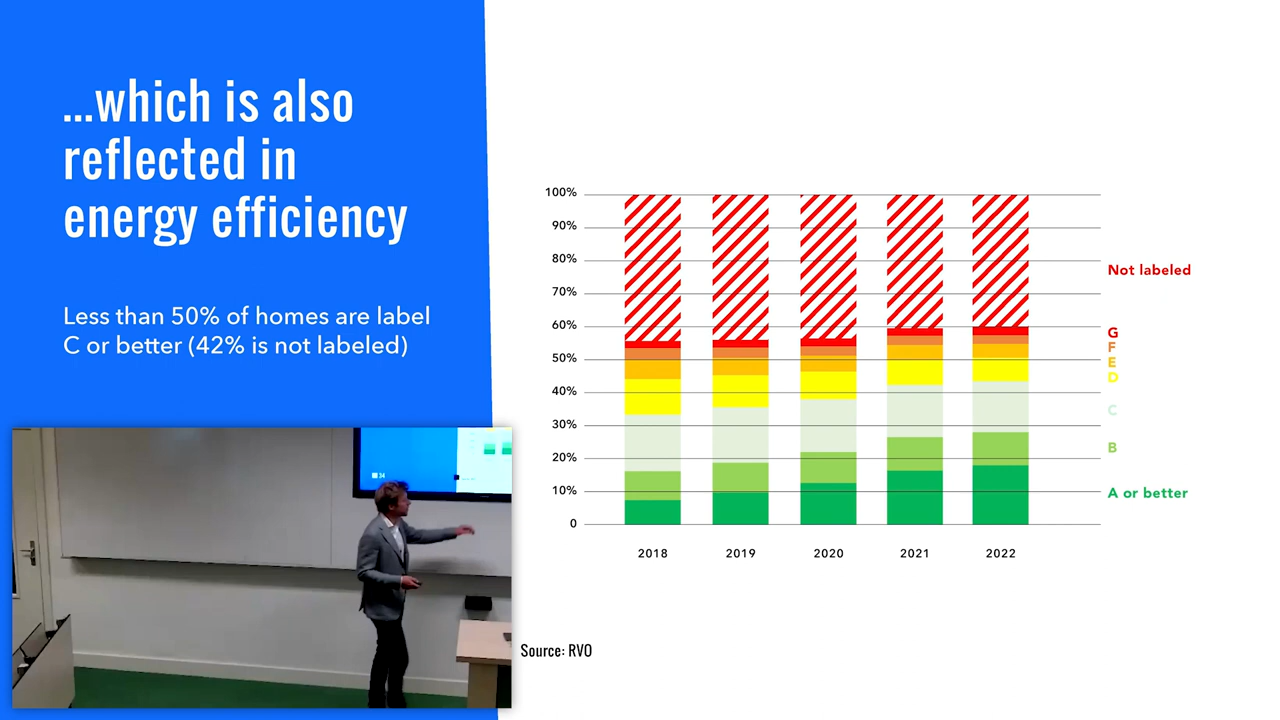 ...which is also
reflected in
energy efficiency
Less than 50% of homes are label
C or better (42% is not labeled)
100%
90%
80%
70%
60%
50%
40%
30%
20%
10%
0
2018
2019
2020
2021
2022
Not labeled
G
F
E
D
C
B
A or better
Source: RVO
34